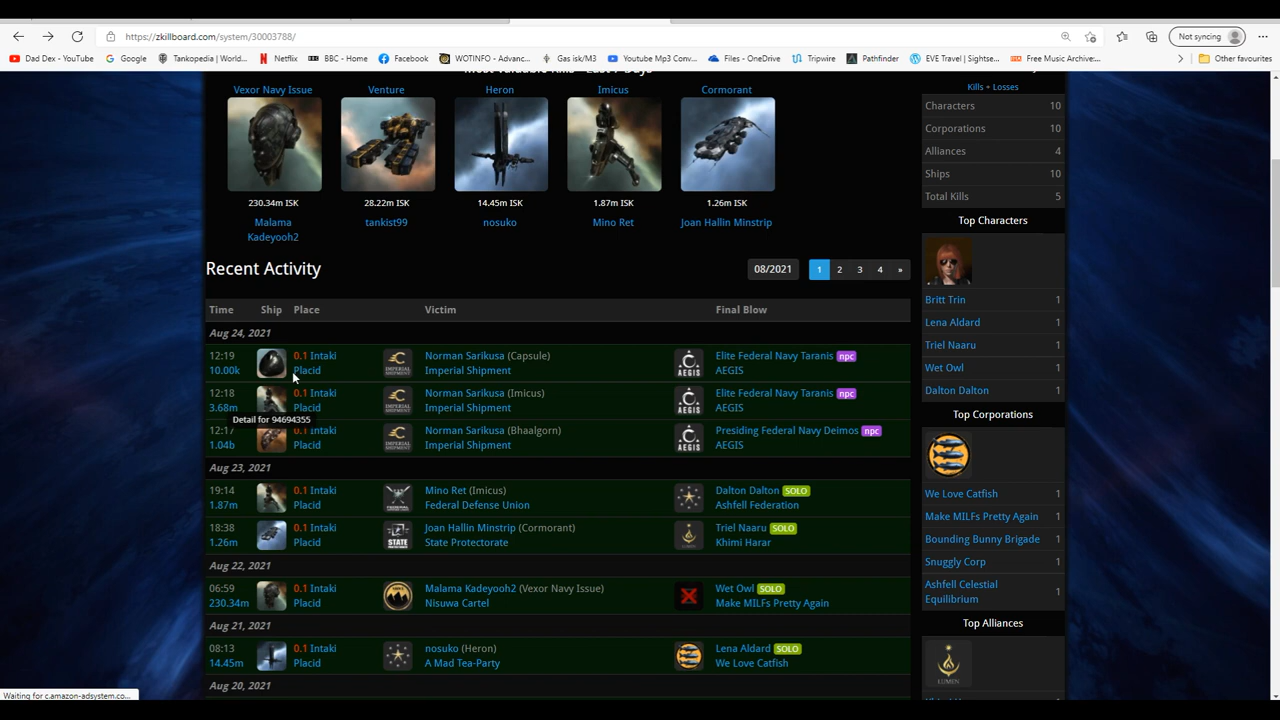 https://zkillboard.com/system/30003788/
Not syncing
Dad Dex - YouTube
Google
Tankopedia | World...
Netflix
BBC - Home
Facebook
WOTINFO - Advanc...
Gas isk/M3
Youtube Mp3 Conv...
Files - OneDrive
Tripwire
Pathfinder
EVE Travel | Sightse...
Free Music Archive:...
Other favourites
Vexor Navy Issue
Venture
Heron
Imicus
Cormorant
230.34m ISK
28.22m ISK
14.45m ISK
1.87m ISK
1.26m ISK
Malama
Kadeyooh2
tankist99
nosuko
Mino Ret
Joan Hallin Minstrip
Recent Activity
08/2021
1 2 3 4 »
Time Ship Place Victim Final Blow
Aug 24, 2021
12:19 0.1 Intaki Norman Sarikusa (Capsule) Elite Federal Navy Taranis npc
10.00k Placid Imperial Shipment AEGIS
12:18 0.1 Intaki Norman Sarikusa (Imicus) Elite Federal Navy Taranis npc
3.68m Placid Imperial Shipment AEGIS
Detail for 94694355
12:17 0.1 Intaki Norman Sarikusa (Bhaalgorn) Presiding Federal Navy Deimos npc
1.04b Placid Imperial Shipment AEGIS
Aug 23, 2021
19:14 0.1 Intaki Mino Ret (Imicus) Dalton Dalton SOLO
1.87m Placid Federal Defense Union Ashfell Federation
18:38 0.1 Intaki Joan Hallin Minstrip (Cormorant) Triel Naaru SOLO
1.26m Placid State Protectorate Khimi Harar
Aug 22, 2021
06:59 0.1 Intaki Malama Kadeyooh2 (Vexor Navy Issue) Wet Owl SOLO
230.34m Placid Nisuwa Cartel Make MILFs Pretty Again
Aug 21, 2021
08:13 0.1 Intaki nosuko (Heron) Lena Aldard SOLO
14.45m Placid A Mad Tea-Party We Love Catfish
Aug 20, 2021
Kills + Losses
Characters 10
Corporations 10
Alliances 4
Ships 10
Total Kills 5
Top Characters
Britt Trin 1
Lena Aldard 1
Triel Naaru 1
Wet Owl 1
Dalton Dalton 1
Top Corporations
We Love Catfish 1
Make MILFs Pretty Again 1
Bounding Bunny Brigade 1
Snuggly Corp 1
Ashfell Celestial
Equilibrium 1
Top Alliances
LUMEN
Waiting for c.amazon-adsystem.co...